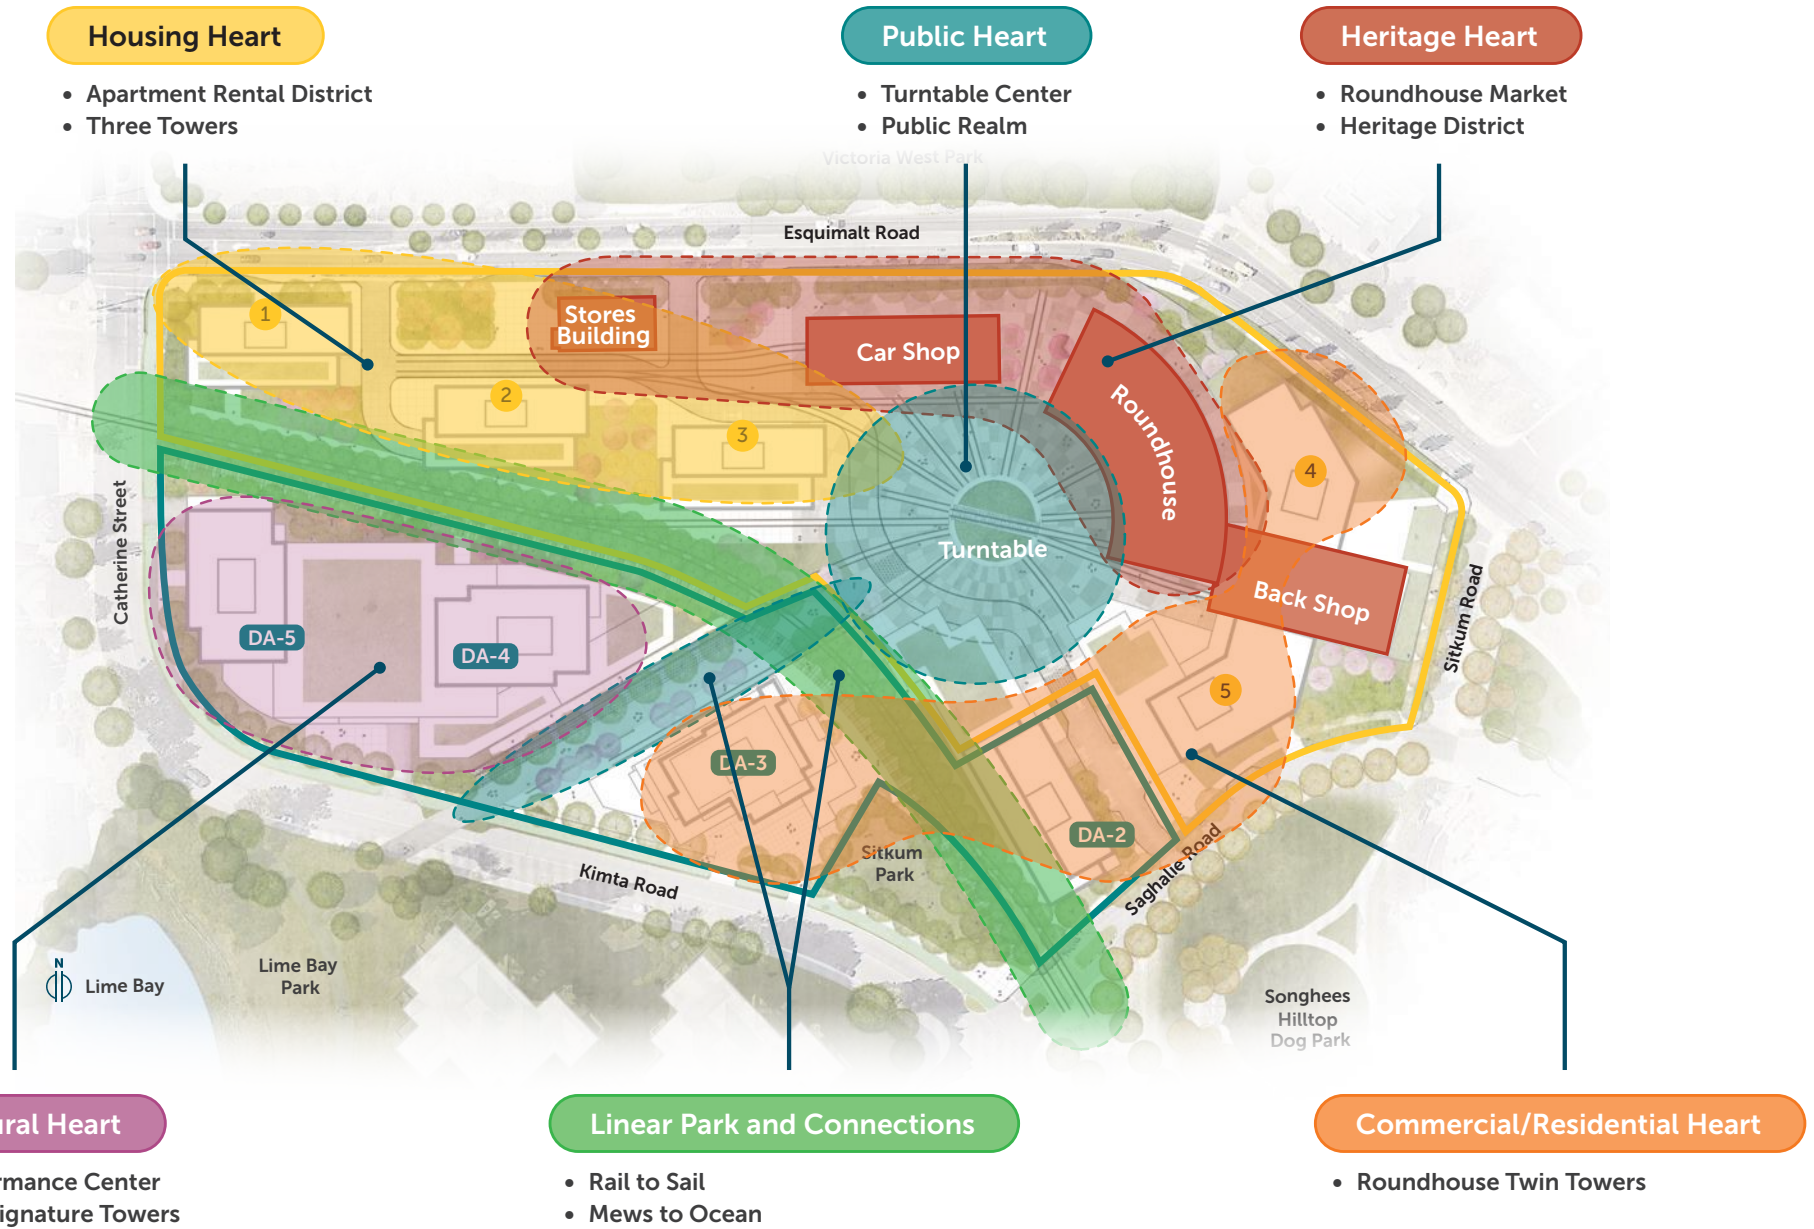 Housing Heart
• Apartment Rental District
• Three Towers
Public Heart
• Turntable Center
• Public Realm
Heritage Heart
• Roundhouse Market
• Heritage District
Victoria West Park
Esquimalt Road
1
Stores
Building
Car Shop
2
3
Roundhouse
4
Turntable
Catherine Street
Back Shop
Sitkum Road
DA-5
DA-4
5
DA-3
DA-2
Sitkum
Park
Saghalie Road
Kimta Road
N
Lime Bay
Lime Bay
Park
Songhees
Hilltop
Dog Park
ural Heart
rmance Center
ignature Towers
Linear Park and Connections
• Rail to Sail
• Mews to Ocean
Commercial/Residential Heart
• Roundhouse Twin Towers